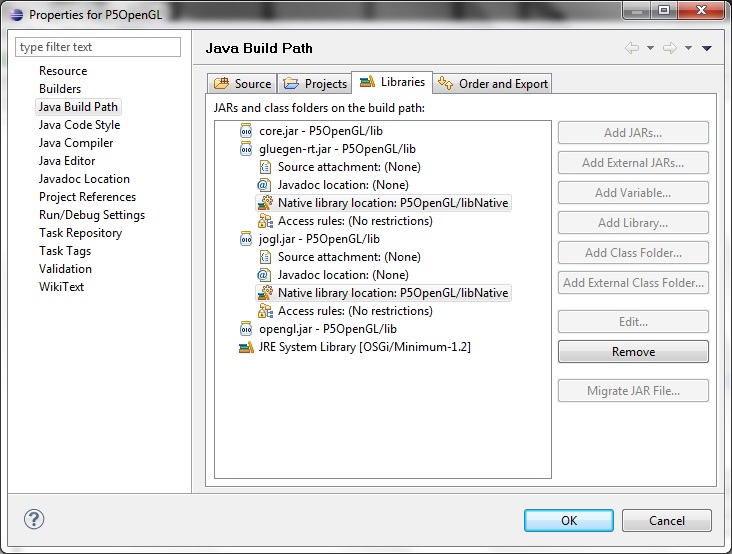 Properties for P5OpenGL
type filter text
Resource
Builders
Java Build Path
Java Code Style
Java Compiler
Java Editor
Javadoc Location
Project References
Run/Debug Settings
Task Repository
Task Tags
Validation
WikiText
Java Build Path
Source
Projects
Libraries
Order and Export
JARs and class folders on the build path:
core.jar - P5OpenGL/lib
gluegen-rt.jar - P5OpenGL/lib
Source attachment: (None)
Javadoc location: (None)
Native library location: P5OpenGL/libNative
Access rules: (No restrictions)
jogl.jar - P5OpenGL/lib
Source attachment: (None)
Javadoc location: (None)
Native library location: P5OpenGL/libNative
Access rules: (No restrictions)
opengl.jar - P5OpenGL/lib
JRE System Library [OSGi/Minimum-1.2]
Add JARs...
Add External JARs...
Add Variable...
Add Library...
Add Class Folder...
Add External Class Folder...
Edit...
Remove
Migrate JAR File...
OK
Cancel